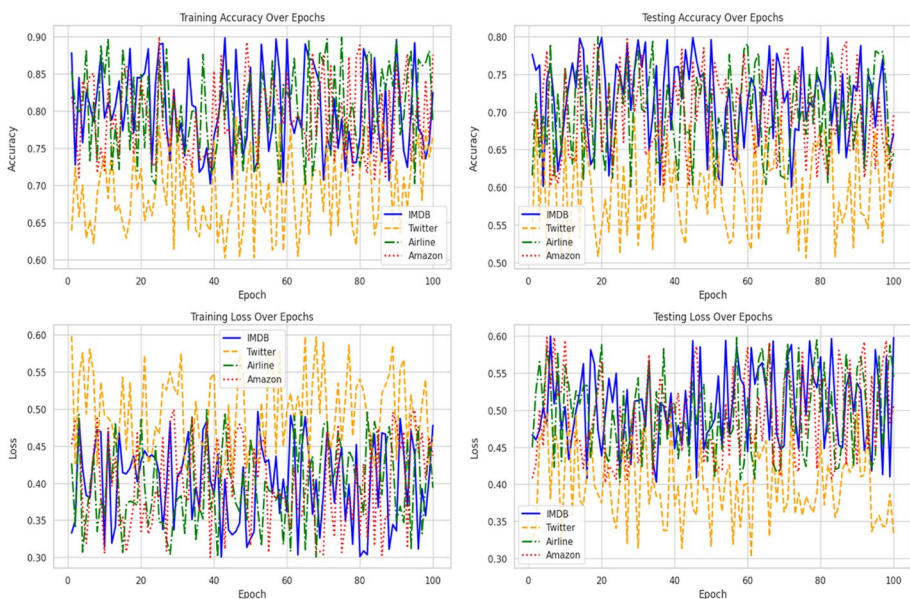 Training Accuracy Over Epochs
0.90
0.85
0.80
0.75
0.70
0.65
0.60
Accuracy
IMDB
Twitter
Airline
Amazon
0 20 40 60 80 100
Epoch
Testing Accuracy Over Epochs
0.80
0.75
0.70
0.65
0.60
0.55
0.50
Accuracy
IMDB
Twitter
Airline
Amazon
0 20 40 60 80 100
Epoch
Training Loss Over Epochs
0.60
0.55
0.50
0.45
0.40
0.35
0.30
Loss
IMDB
Twitter
Airline
Amazon
0 20 40 60 80 100
Epoch
Testing Loss Over Epochs
0.60
0.55
0.50
0.45
0.40
0.35
0.30
Loss
IMDB
Twitter
Airline
Amazon
0 20 40 60 80 100
Epoch